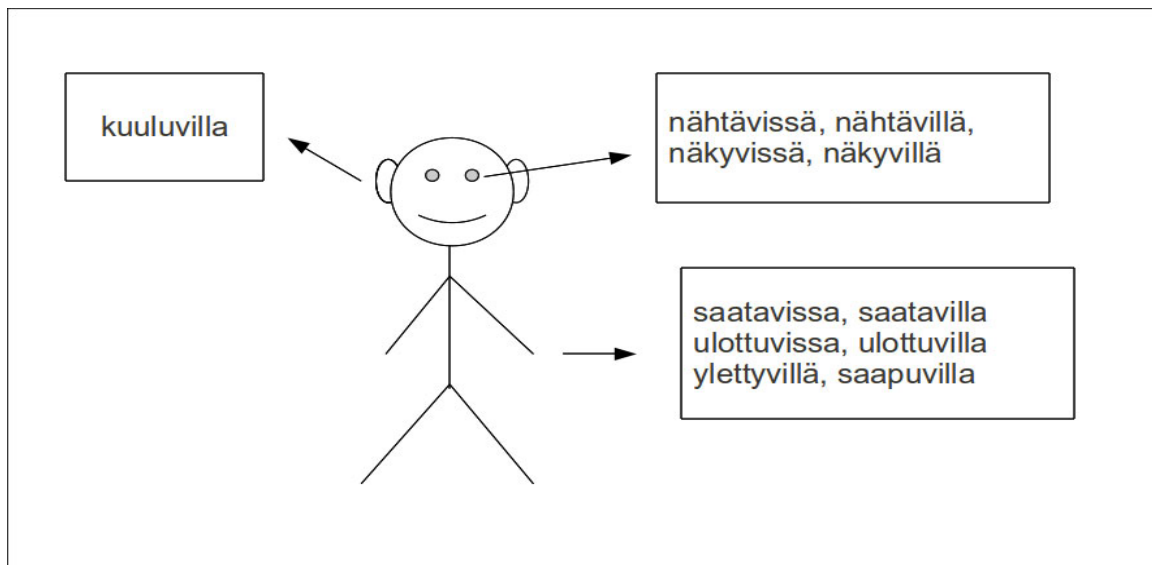 kuuluvilla
nähtävissä, nähtävillä,
näkyvissä, näkyvillä
saatavissa, saatavilla
ulottuvissa, ulottuvilla
ylettyvillä, saapuvilla